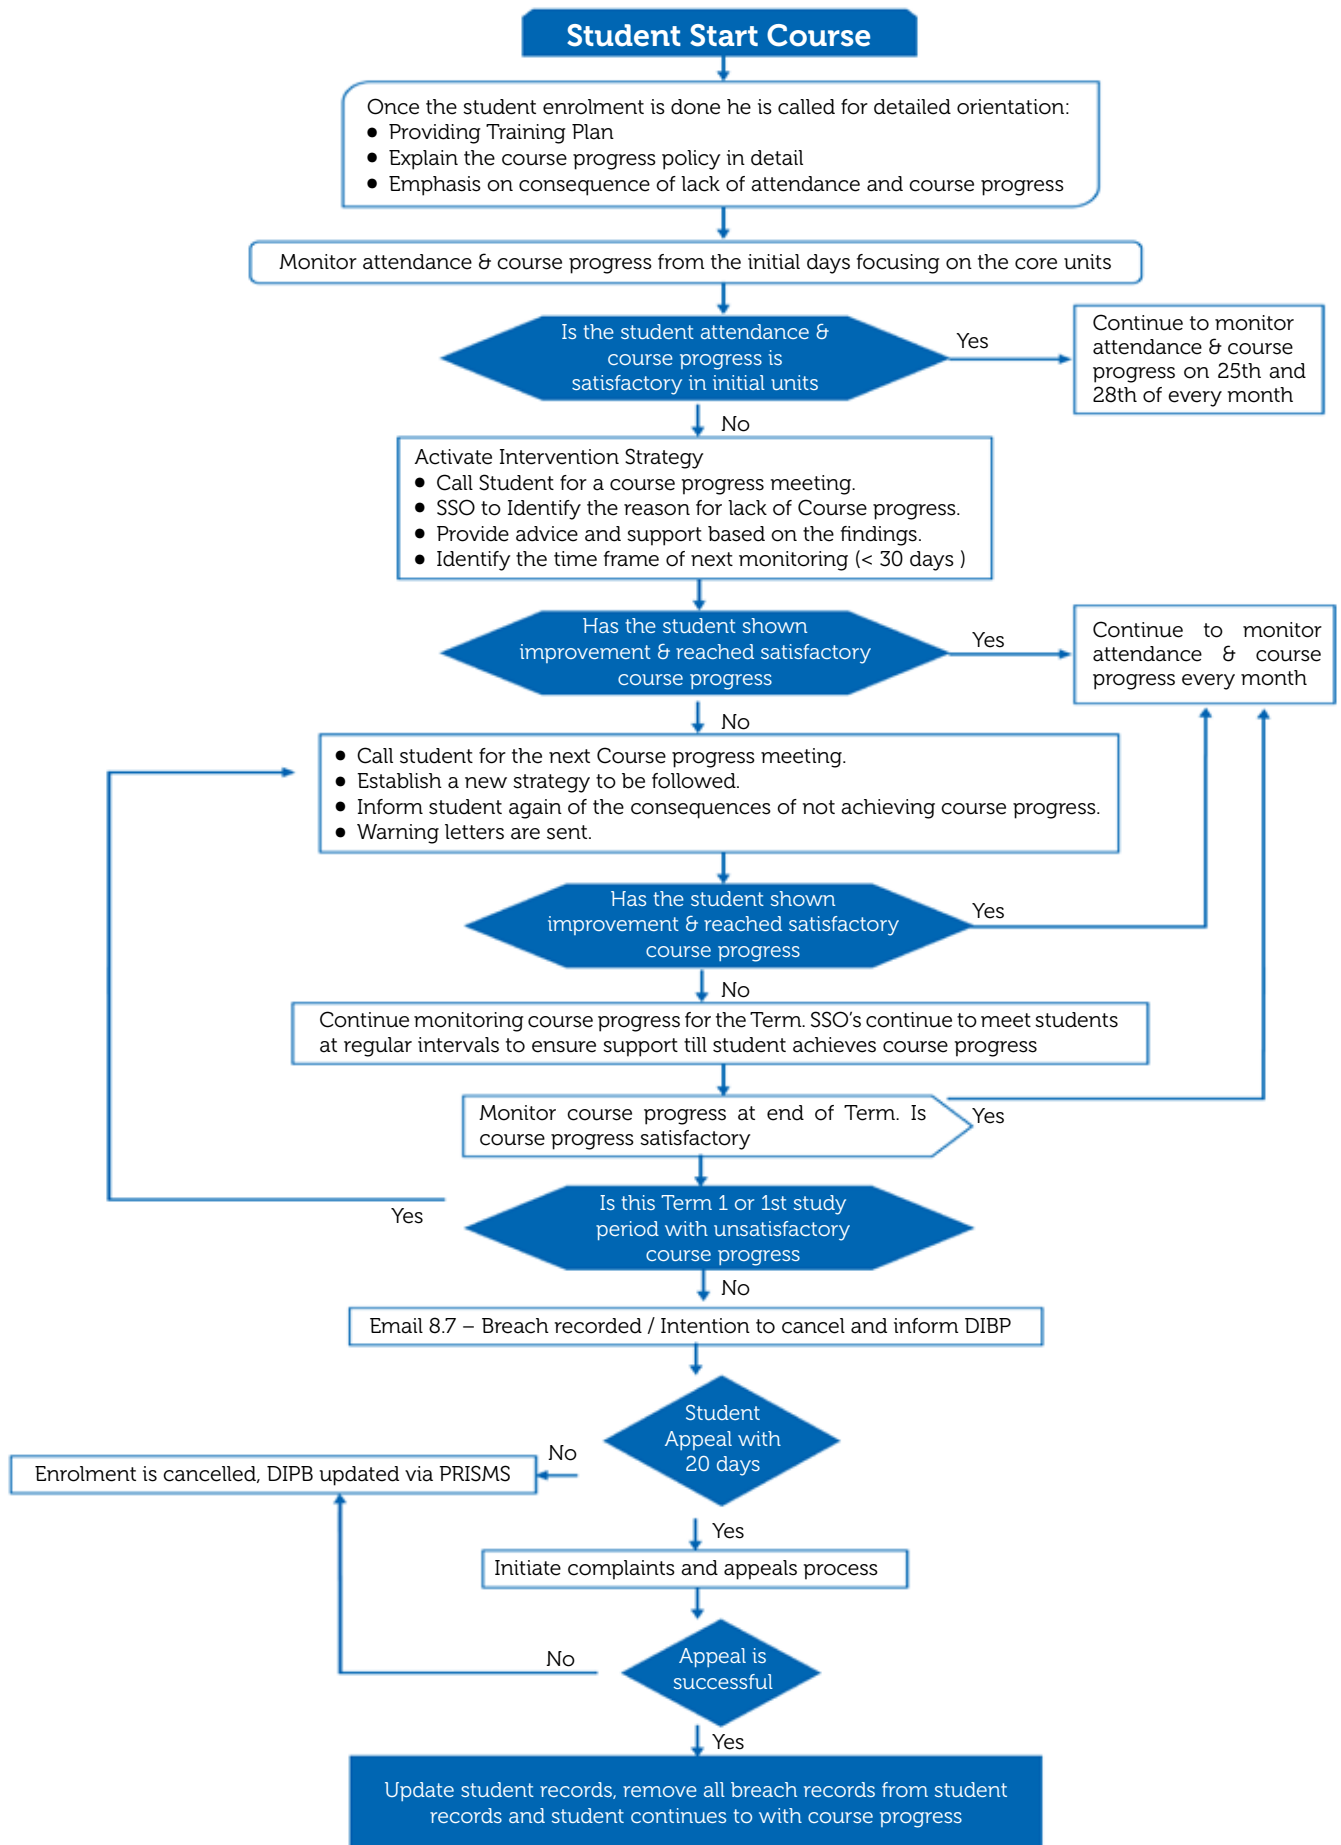 Student Start Course
Once the student enrolment is done he is called for detailed orientation:
● Providing Training Plan
● Explain the course progress policy in detail
● Emphasis on consequence of lack of attendance and course progress
Monitor attendance & course progress from the initial days focusing on the core units
Is the student attendance &
course progress is
satisfactory in initial units
Yes
Continue to monitor
attendance & course
progress on 25th and
28th of every month
No
Activate Intervention Strategy
● Call Student for a course progress meeting.
● SSO to Identify the reason for lack of Course progress.
● Provide advice and support based on the findings.
● Identify the time frame of next monitoring (< 30 days )
Has the student shown
improvement & reached satisfactory
course progress
Yes
Continue to monitor
attendance & course
progress every month
No
● Call student for the next Course progress meeting.
● Establish a new strategy to be followed.
● Inform student again of the consequences of not achieving course progress.
● Warning letters are sent.
Has the student shown
improvement & reached satisfactory
course progress
Yes
No
Continue monitoring course progress for the Term. SSO's continue to meet students
at regular intervals to ensure support till student achieves course progress
Monitor course progress at end of Term. Is
course progress satisfactory
Yes
Is this Term 1 or 1st study
period with unsatisfactory
course progress
Yes
No
Email 8.7 – Breach recorded / Intention to cancel and inform DIBP
Student
Appeal with
20 days
No
Enrolment is cancelled, DIPB updated via PRISMS
Yes
Initiate complaints and appeals process
Appeal is
successful
No
Yes
Update student records, remove all breach records from student
records and student continues to with course progress